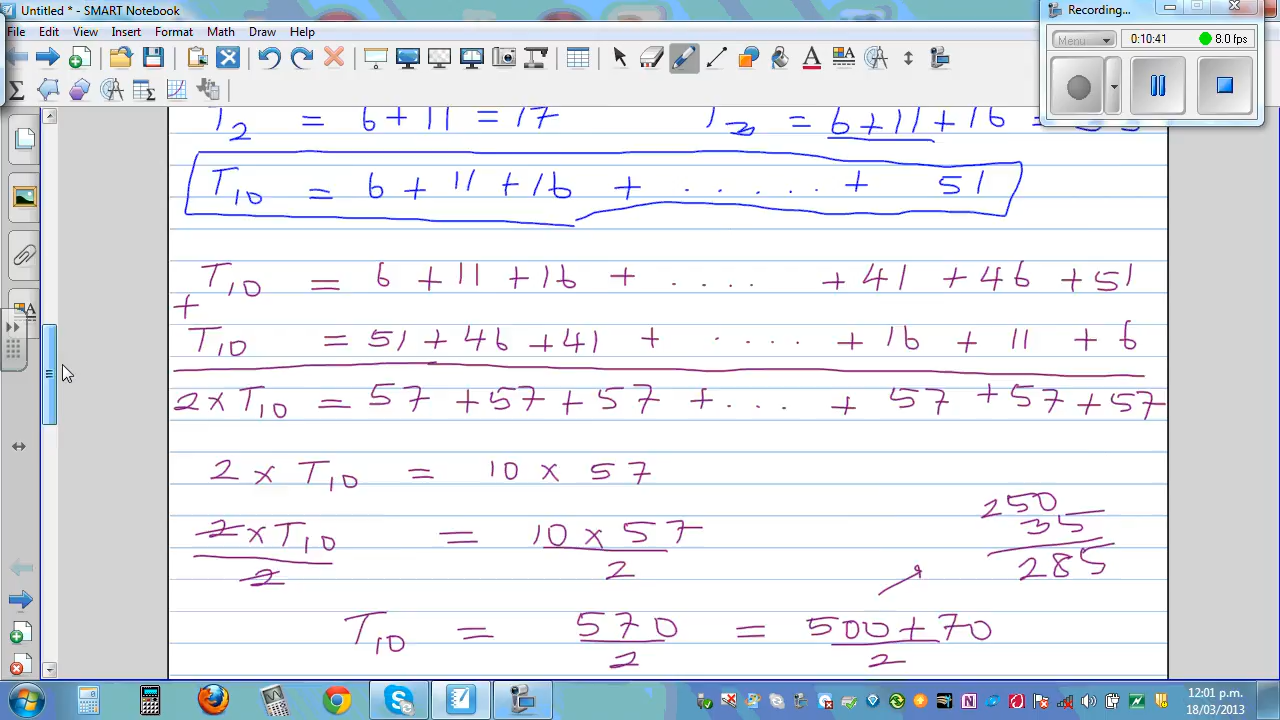 Untitled * - SMART Notebook
Recording...
File Edit View Insert Format Math Draw Help
Menu 0:10:41 8.0 fps
T2 = 6 + 11 = 17
= 6 + 11 + 16 =
T10 = 6 + 11 + 16 + ..... + 51
T10 = 6 + 11 + 16 + .... + 41 + 46 + 51
+
T10 = 51 + 46 + 41 + .... + 16 + 11 + 6
2 x T10 = 57 + 57 + 57 + ... + 57 + 57 + 57
2 x T10 = 10 x 57
250
35
285
2 x T10 / 2 = 10 x 57 / 2
T10 = 570 / 2 = 500 + 70 / 2
12:01 p.m.
18/03/2013